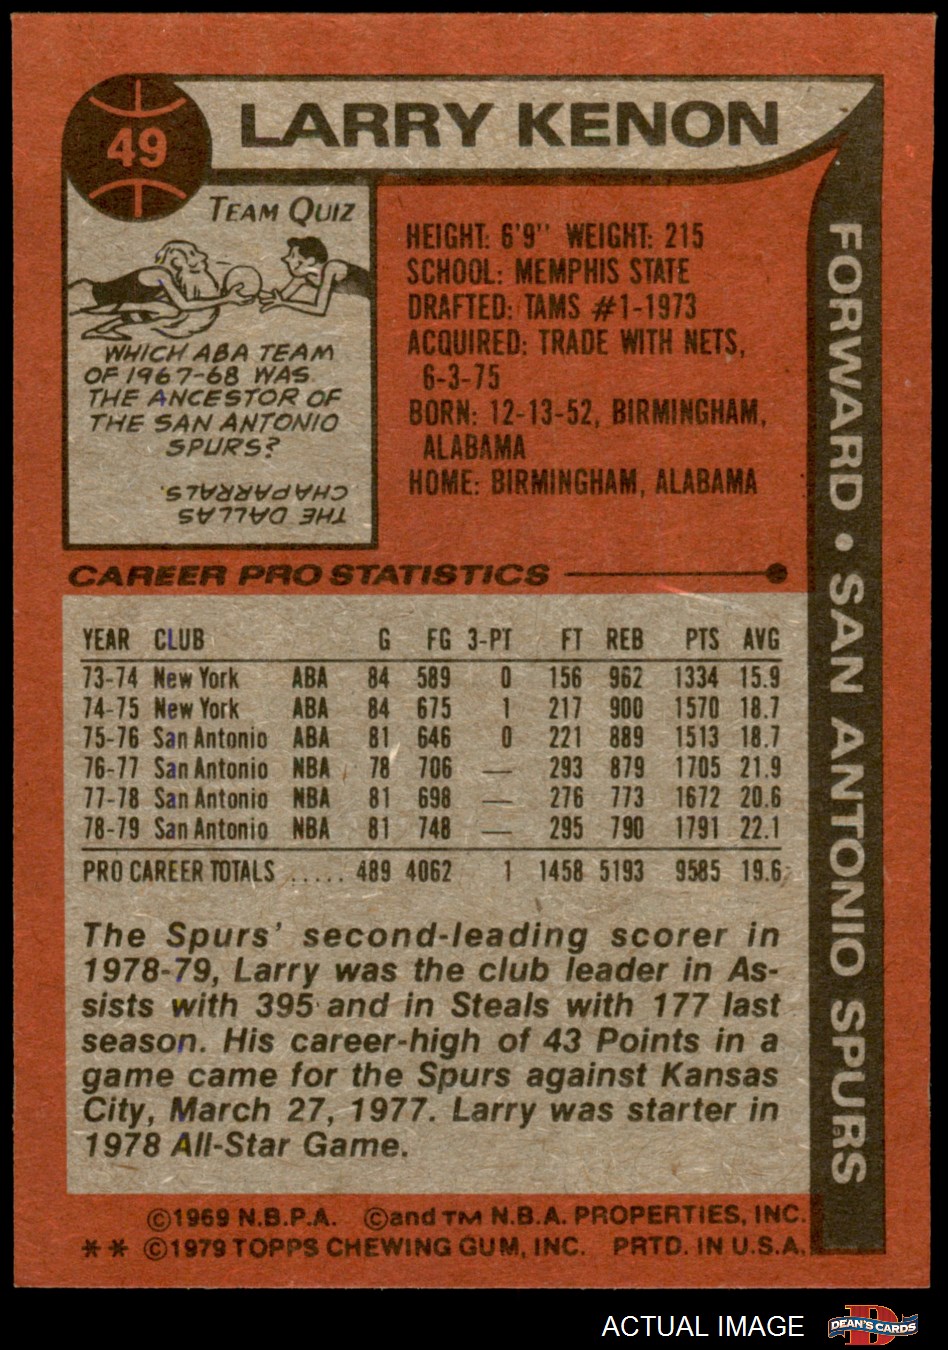 49
LARRY KENON
TEAM QUIZ
WHICH ABA TEAM
OF 1967-68 WAS
THE ANCESTOR OF
THE SAN ANTONIO
SPURS?
THE DALLAS
CHAPARRALS
HEIGHT: 6'9" WEIGHT: 215
SCHOOL: MEMPHIS STATE
DRAFTED: TAMS #1-1973
ACQUIRED: TRADE WITH NETS,
6-3-75
BORN: 12-13-52, BIRMINGHAM,
ALABAMA
HOME: BIRMINGHAM, ALABAMA
FORWARD • SAN ANTONIO SPURS
CAREER PRO STATISTICS
YEAR CLUB G FG 3-PT FT REB PTS AVG
73-74 New York ABA 84 589 0 156 962 1334 15.9
74-75 New York ABA 84 675 1 217 900 1570 18.7
75-76 San Antonio ABA 81 646 0 221 889 1513 18.7
76-77 San Antonio NBA 78 706 — 293 879 1705 21.9
77-78 San Antonio NBA 81 698 — 276 773 1672 20.6
78-79 San Antonio NBA 81 748 — 295 790 1791 22.1
PRO CAREER TOTALS ..... 489 4062 1 1458 5193 9585 19.6
The Spurs' second-leading scorer in
1978-79, Larry was the club leader in As-
sists with 395 and in Steals with 177 last
season. His career-high of 43 Points in a
game came for the Spurs against Kansas
City, March 27, 1977. Larry was starter in
1978 All-Star Game.
©1969 N.B.P.A. ©and TM N.B.A. PROPERTIES, INC.
** ©1979 TOPPS CHEWING GUM, INC. PRTD. IN U.S.A.
ACTUAL IMAGE
DEAN'S CARDS